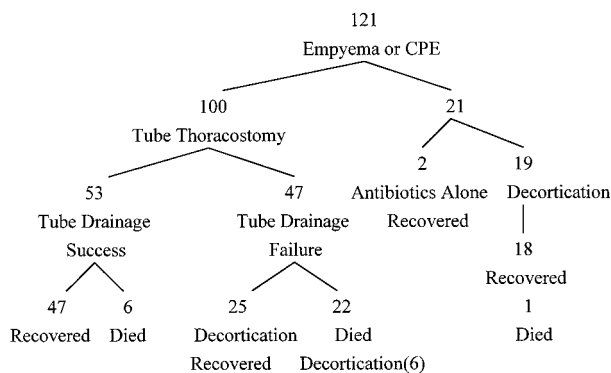 121
Empyema or CPE
100 21
Tube Thoracostomy
2 19
53 47 Antibiotics Alone Decortication
Tube Drainage Tube Drainage Recovered
Success Failure 18
Recovered
47 6 25 22 1
Recovered Died Decortication Died Died
Recovered Decortication(6)